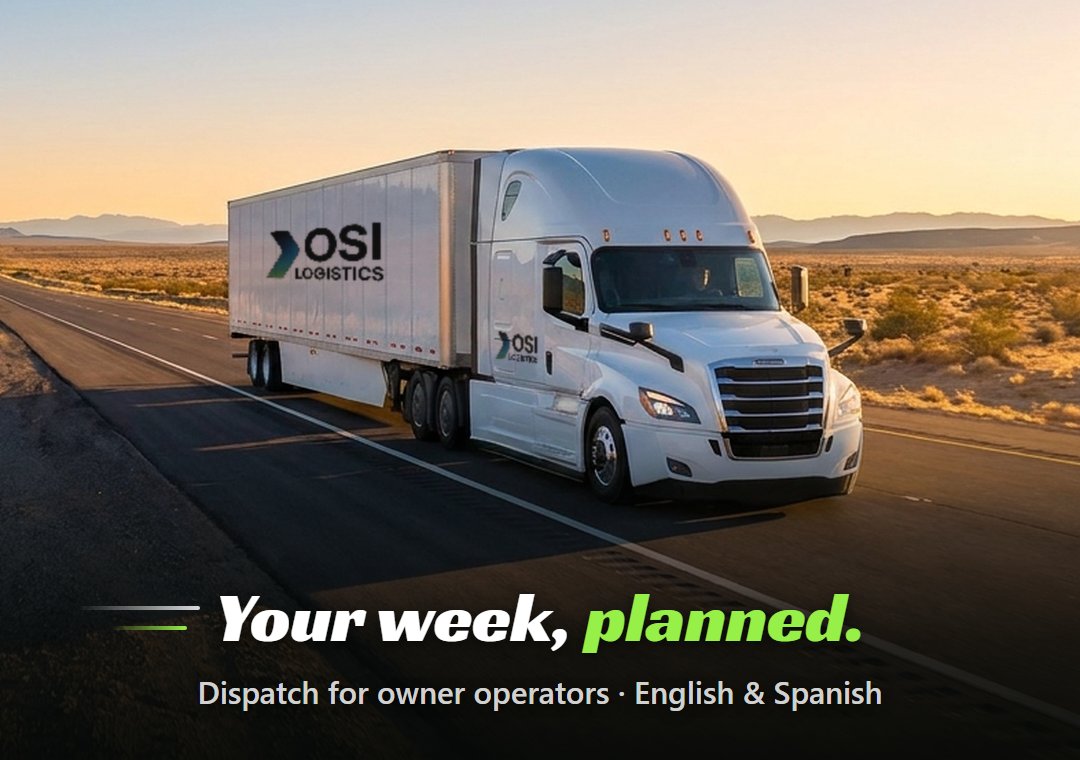 OSI
LOGISTICS
OSI
LOGISTICS
Your week, planned.
Dispatch for owner operators · English & Spanish